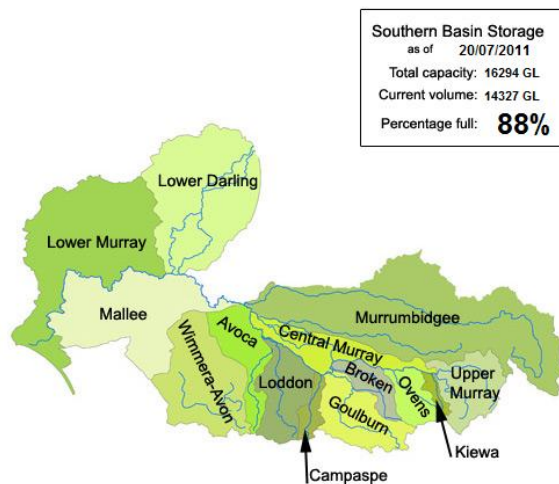 Southern Basin Storage
as of 20/07/2011
Total capacity: 16294 GL
Current volume: 14327 GL
Percentage full: 88%
Lower Darling
Lower Murray
Mallee
Murrumbidgee
Avoca
Central Murray
Wimmera-Avon
Loddon
Broken
Ovens
Upper
Murray
Goulburn
Kiewa
Campaspe